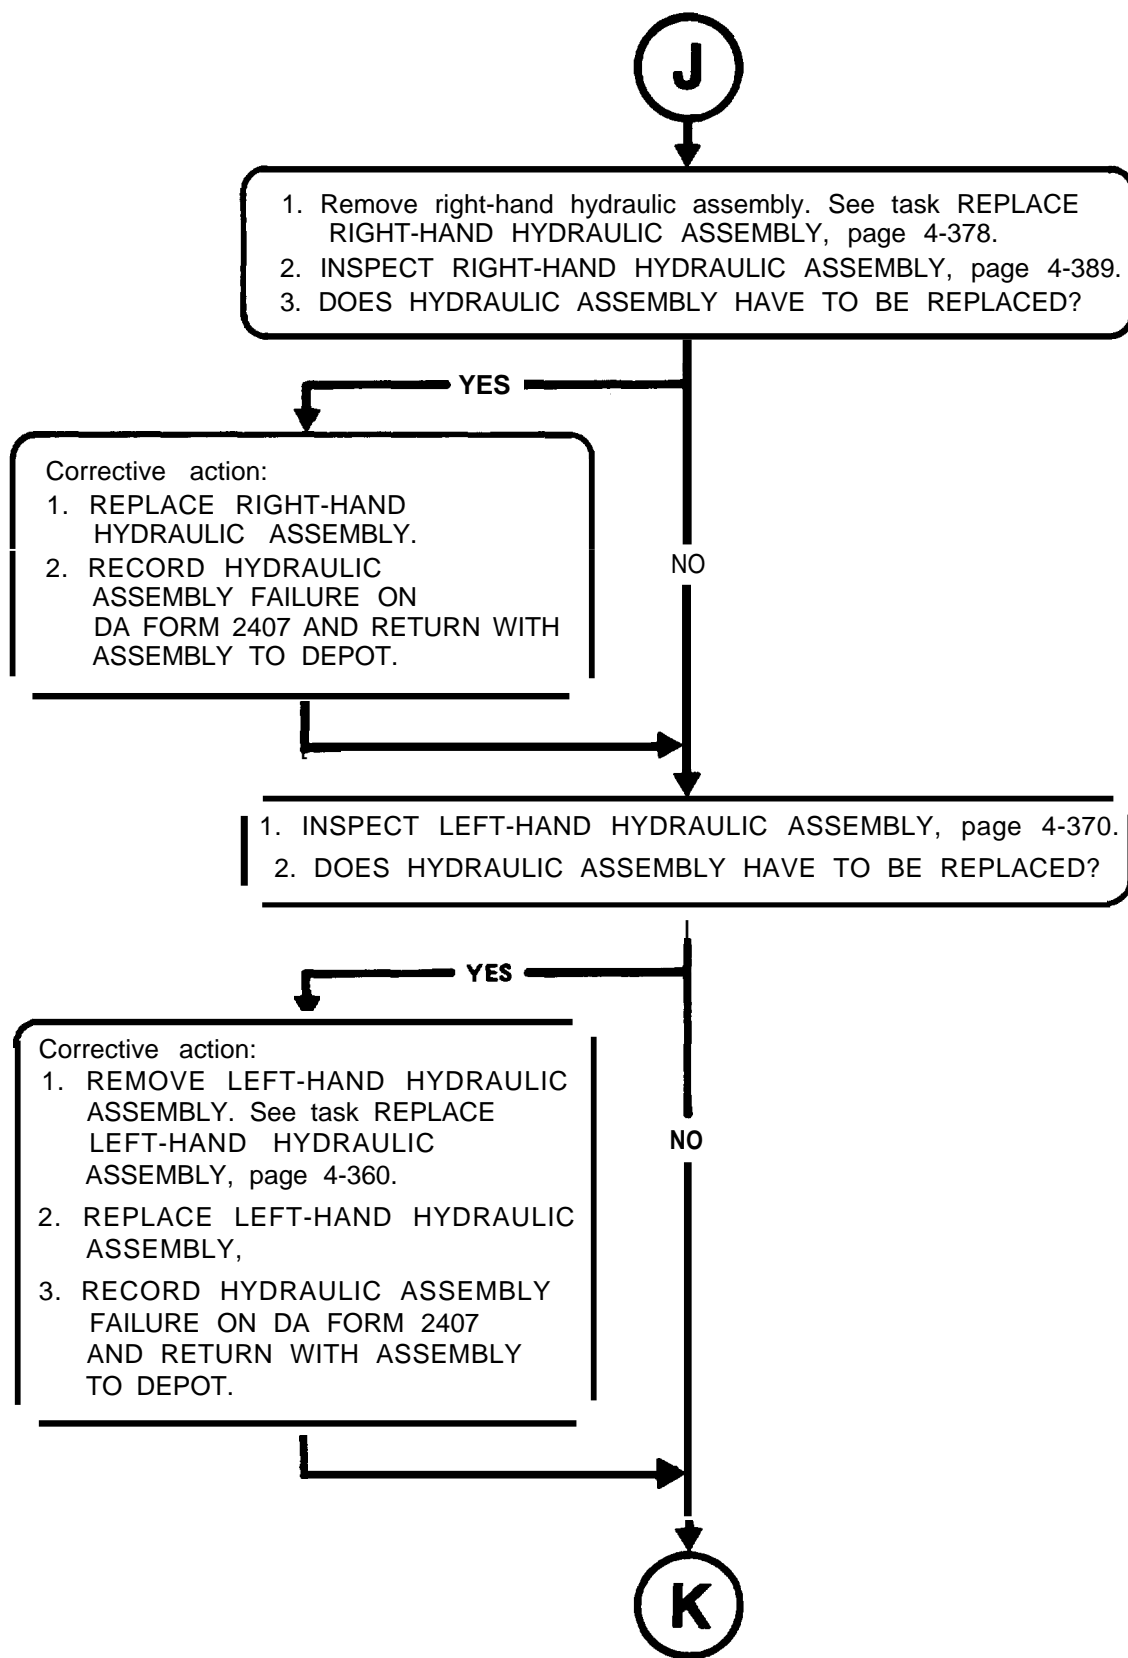 J
1. Remove right-hand hydraulic assembly. See task REPLACE
RIGHT-HAND HYDRAULIC ASSEMBLY, page 4-378.
2. INSPECT RIGHT-HAND HYDRAULIC ASSEMBLY, page 4-389.
3. DOES HYDRAULIC ASSEMBLY HAVE TO BE REPLACED?
YES
Corrective action:
1. REPLACE RIGHT-HAND
HYDRAULIC ASSEMBLY.
2. RECORD HYDRAULIC
ASSEMBLY FAILURE ON
DA FORM 2407 AND RETURN WITH
ASSEMBLY TO DEPOT.
NO
1. INSPECT LEFT-HAND HYDRAULIC ASSEMBLY, page 4-370.
2. DOES HYDRAULIC ASSEMBLY HAVE TO BE REPLACED?
YES
Corrective action:
1. REMOVE LEFT-HAND HYDRAULIC
ASSEMBLY. See task REPLACE
LEFT-HAND HYDRAULIC
ASSEMBLY, page 4-360.
2. REPLACE LEFT-HAND HYDRAULIC
ASSEMBLY,
3. RECORD HYDRAULIC ASSEMBLY
FAILURE ON DA FORM 2407
AND RETURN WITH ASSEMBLY
TO DEPOT.
NO
K